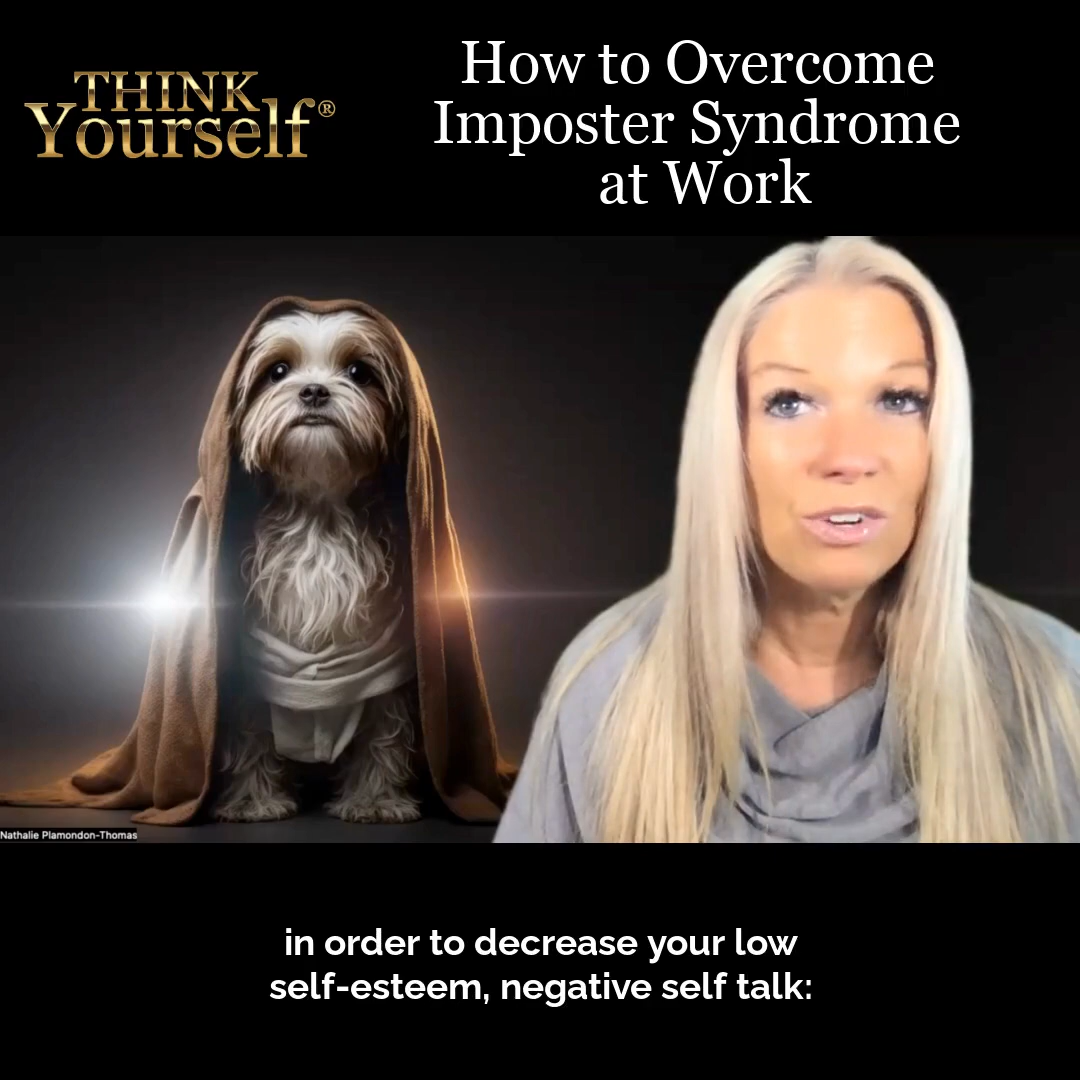 THINK
Yourself®
How to Overcome
Imposter Syndrome
at Work
Nathalie Plamondon-Thomas
in order to decrease your low
self-esteem, negative self talk: